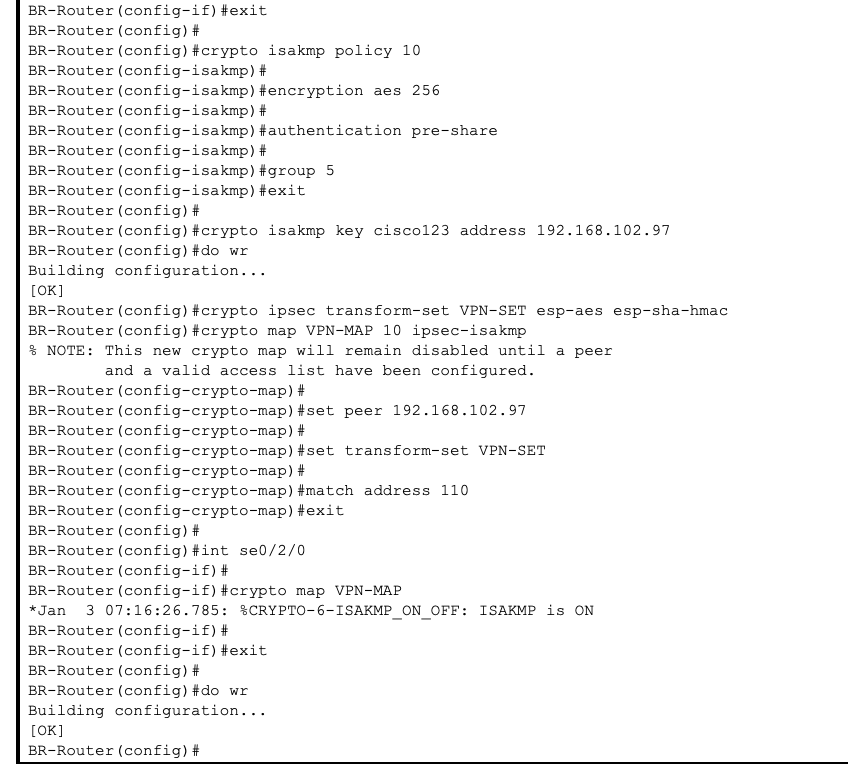 BR-Router(config-if)#exit
BR-Router(config)#
BR-Router(config)#crypto isakmp policy 10
BR-Router(config-isakmp)#
BR-Router(config-isakmp)#encryption aes 256
BR-Router(config-isakmp)#
BR-Router(config-isakmp)#authentication pre-share
BR-Router(config-isakmp)#
BR-Router(config-isakmp)#group 5
BR-Router(config-isakmp)#exit
BR-Router(config)#
BR-Router(config)#crypto isakmp key cisco123 address 192.168.102.97
BR-Router(config)#do wr
Building configuration...
[OK]
BR-Router(config)#crypto ipsec transform-set VPN-SET esp-aes esp-sha-hmac
BR-Router(config)#crypto map VPN-MAP 10 ipsec-isakmp
% NOTE: This new crypto map will remain disabled until a peer
        and a valid access list have been configured.
BR-Router(config-crypto-map)#
BR-Router(config-crypto-map)#set peer 192.168.102.97
BR-Router(config-crypto-map)#
BR-Router(config-crypto-map)#set transform-set VPN-SET
BR-Router(config-crypto-map)#
BR-Router(config-crypto-map)#match address 110
BR-Router(config-crypto-map)#exit
BR-Router(config)#
BR-Router(config)#int se0/2/0
BR-Router(config-if)#
BR-Router(config-if)#crypto map VPN-MAP
*Jan  3 07:16:26.785: %CRYPTO-6-ISAKMP_ON_OFF: ISAKMP is ON
BR-Router(config-if)#
BR-Router(config-if)#exit
BR-Router(config)#
BR-Router(config)#do wr
Building configuration...
[OK]
BR-Router(config)#